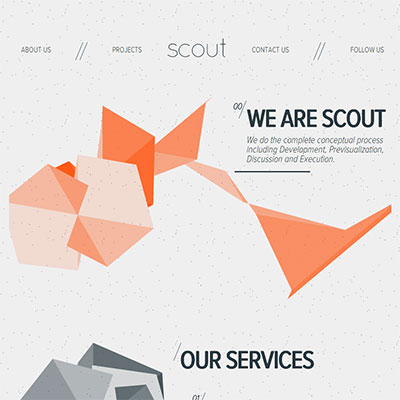 ABOUT US // PROJECTS scout CONTACT US // FOLLOW US
00/ WE ARE SCOUT
We do the complete conceptual process
including Development, Previsualization,
Discussion and Execution.
/OUR SERVICES
01/